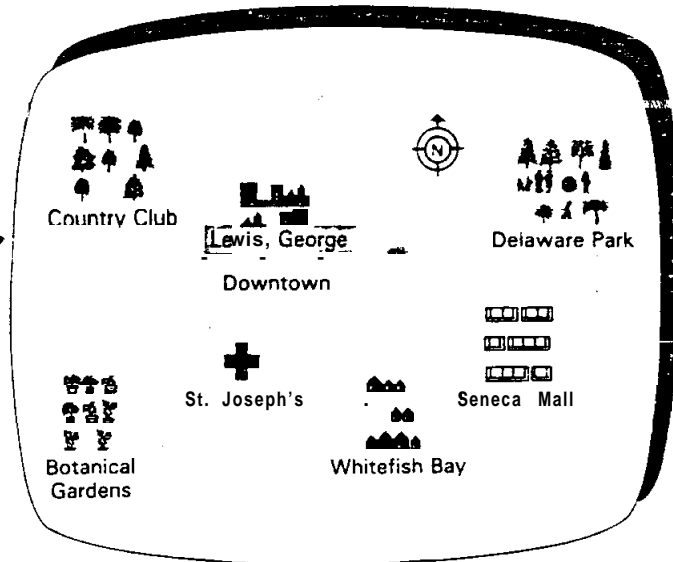 N
Country Club
Lewis, George
Delaware Park
Downtown
St. Joseph's
Seneca Mall
Botanical
Gardens
Whitefish Bay